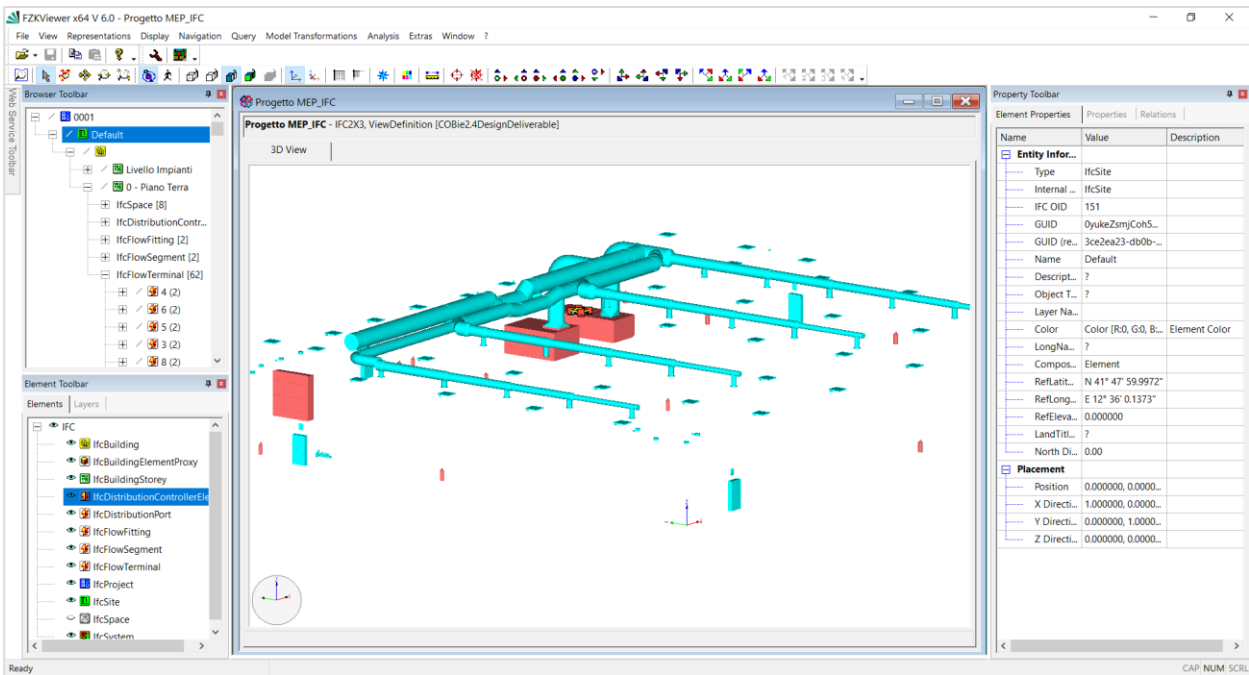 FZKViewer x64 V 6.0 - Progetto MEP_IFC
File View Representations Display Navigation Query Model Transformations Analysis Extras Window ?
Web Service Toolbar
Browser Toolbar
0001
Default
Livello Impianti
0 - Piano Terra
IfcSpace [8]
IfcDistributionContr...
IfcFlowFitting [2]
IfcFlowSegment [2]
IfcFlowTerminal [62]
4 (2)
6 (2)
5 (2)
3 (2)
8 (2)
Element Toolbar
Elements Layers
IFC
IfcBuilding
IfcBuildingElementProxy
IfcBuildingStorey
IfcDistributionControllerEle
IfcDistributionPort
IfcFlowFitting
IfcFlowSegment
IfcFlowTerminal
IfcProject
IfcSite
IfcSpace
IfcSystem
Progetto MEP_IFC
Progetto MEP_IFC - IFC2X3, ViewDefinition [COBie2.4DesignDeliverable]
3D View
Property Toolbar
Element Properties Properties Relations
Name Value Description
Entity Infor...
Type IfcSite
Internal ... IfcSite
IFC OID 151
GUID 0yukeZsmjCoh5...
GUID (re... 3ce2ea23-db0b-...
Name Default
Descript... ?
Object T... ?
Layer Na...
Color Color [R:0, G:0, B:... Element Color
LongNa... ?
Compos... Element
RefLatit... N 41° 47' 59.9972"
RefLong... E 12° 36' 0.1373"
RefEleva... 0.000000
LandTitl... ?
North Di... 0.00
Placement
Position 0.000000, 0.0000...
X Directi... 1.000000, 0.0000...
Y Directi... 0.000000, 1.0000...
Z Directi... 0.000000, 0.0000...
Ready
CAP NUM SCRL